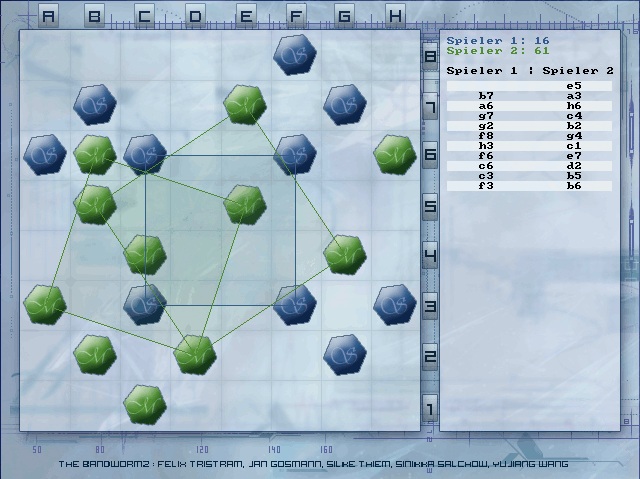 A B C D E F G H
Spieler 1: 16
Spieler 2: 61
Spieler 1 : Spieler 2
e5
b7 a3
a6 h6
g7 c4
g2 b2
f8 g4
h3 c1
f6 e7
c6 d2
c3 b5
f3 b6
8
7
6
5
4
3
2
1
50 80 120 140 160
THE BANDWORM2 : FELIX TRISTRAM, JAN GOSMANN, SILKE THIEM, SINIKKA SALCHOW, YUJIANG WANG